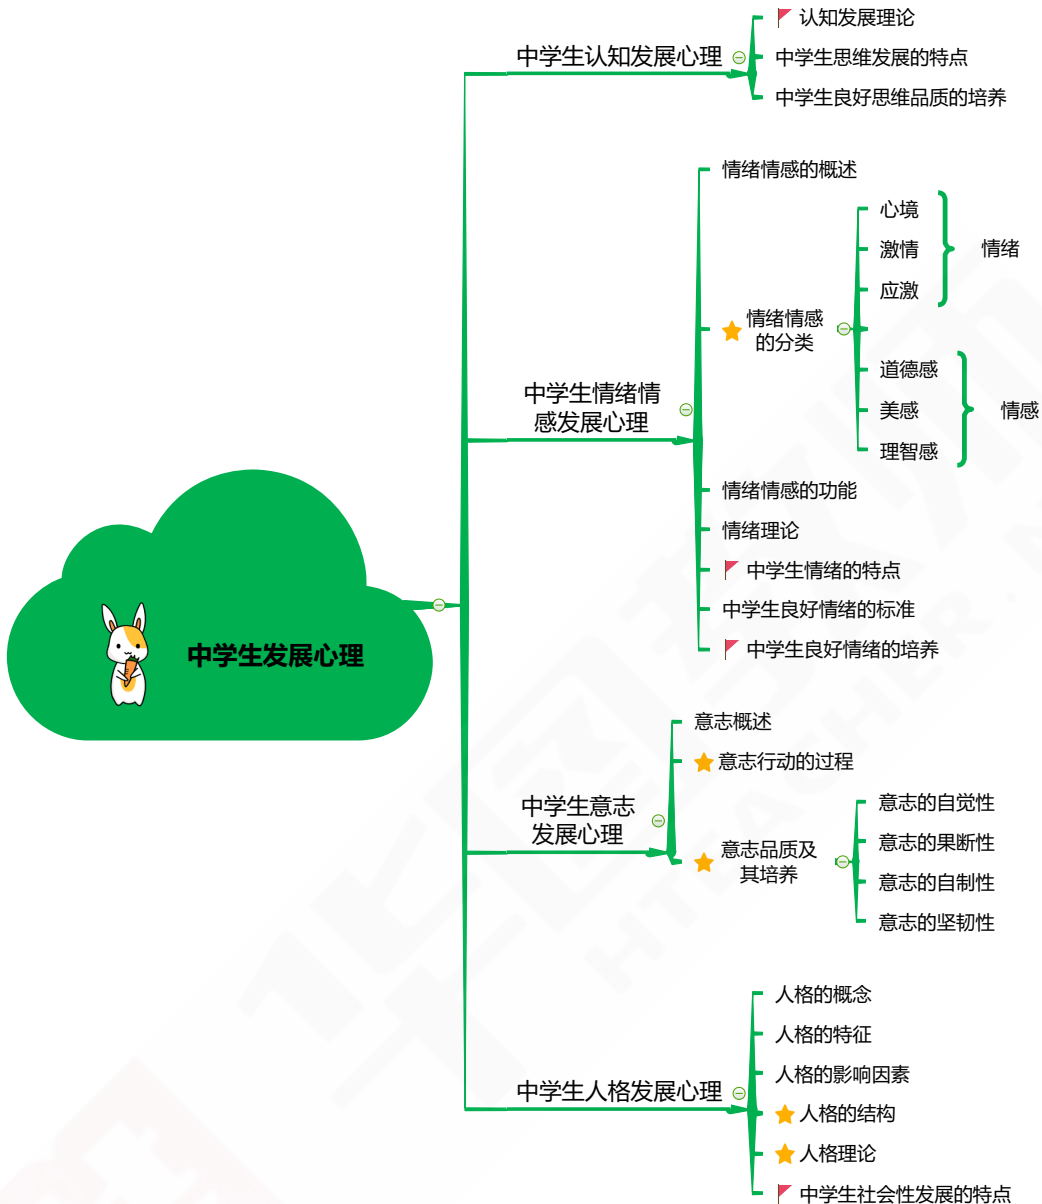 中学生发展心理
中学生认知发展心理
认知发展理论
中学生思维发展的特点
中学生良好思维品质的培养
中学生情绪情
感发展心理
情绪情感的概述
情绪情感
的分类
心境
激情
应激
情绪
道德感
美感
理智感
情感
情绪情感的功能
情绪理论
中学生情绪的特点
中学生良好情绪的标准
中学生良好情绪的培养
中学生意志
发展心理
意志概述
意志行动的过程
意志品质及
其培养
意志的自觉性
意志的果断性
意志的自制性
意志的坚韧性
中学生人格发展心理
人格的概念
人格的特征
人格的影响因素
人格的结构
人格理论
中学生社会性发展的特点